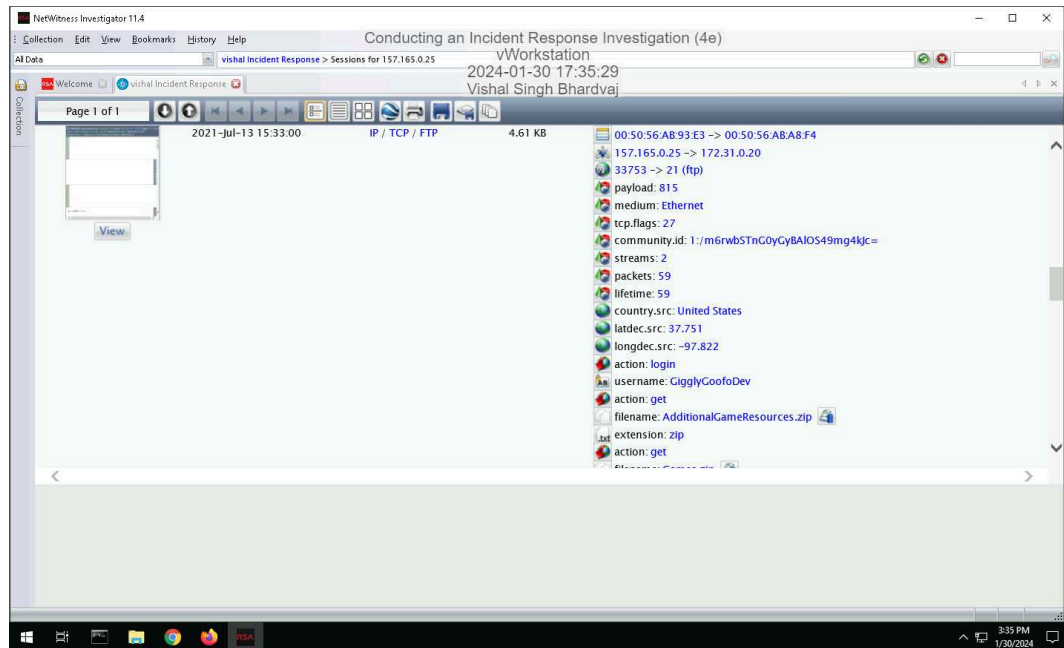 NetWitness Investigator 11.4
Collection Edit View Bookmarks History Help
Conducting an Incident Response Investigation (4e)
vWorkstation
2024-01-30 17:35:29
Vishal Singh Bhardvaj
All Data
vishal Incident Response > Sessions for 157.165.0.25
RSA Welcome
vishal Incident Response
Collection
Page 1 of 1
2021-Jul-13 15:33:00 IP / TCP / FTP 4.61 KB
View
00:50:56:AB:93:E3 -> 00:50:56:AB:A8:F4
157.165.0.25 -> 172.31.0.20
33753 -> 21 (ftp)
payload: 815
medium: Ethernet
tcp.flags: 27
community.id: 1:/m6rwbSTnG0yGyBAlOS49mg4kJc=
streams: 2
packets: 59
lifetime: 59
country.src: United States
latdec.src: 37.751
longdec.src: -97.822
action: login
username: GigglyGoofoDev
action: get
filename: AdditionalGameResources.zip
.txt extension: zip
action: get
filename: Games.zip
RSA
3:35 PM
1/30/2024